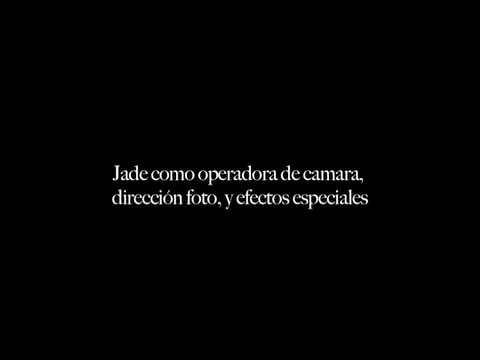 Jade como operadora de camara,
dirección foto, y efectos especiales